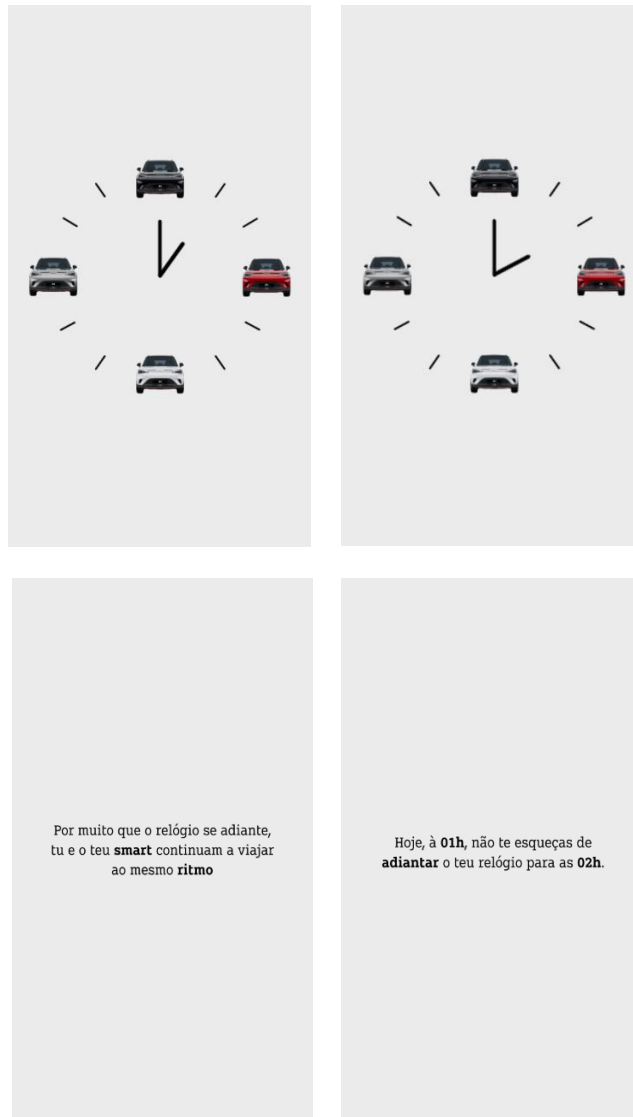 Por muito que o relógio se adiante,
tu e o teu smart continuam a viajar
ao mesmo ritmo
Hoje, à 01h, não te esqueças de
adiantar o teu relógio para as 02h.